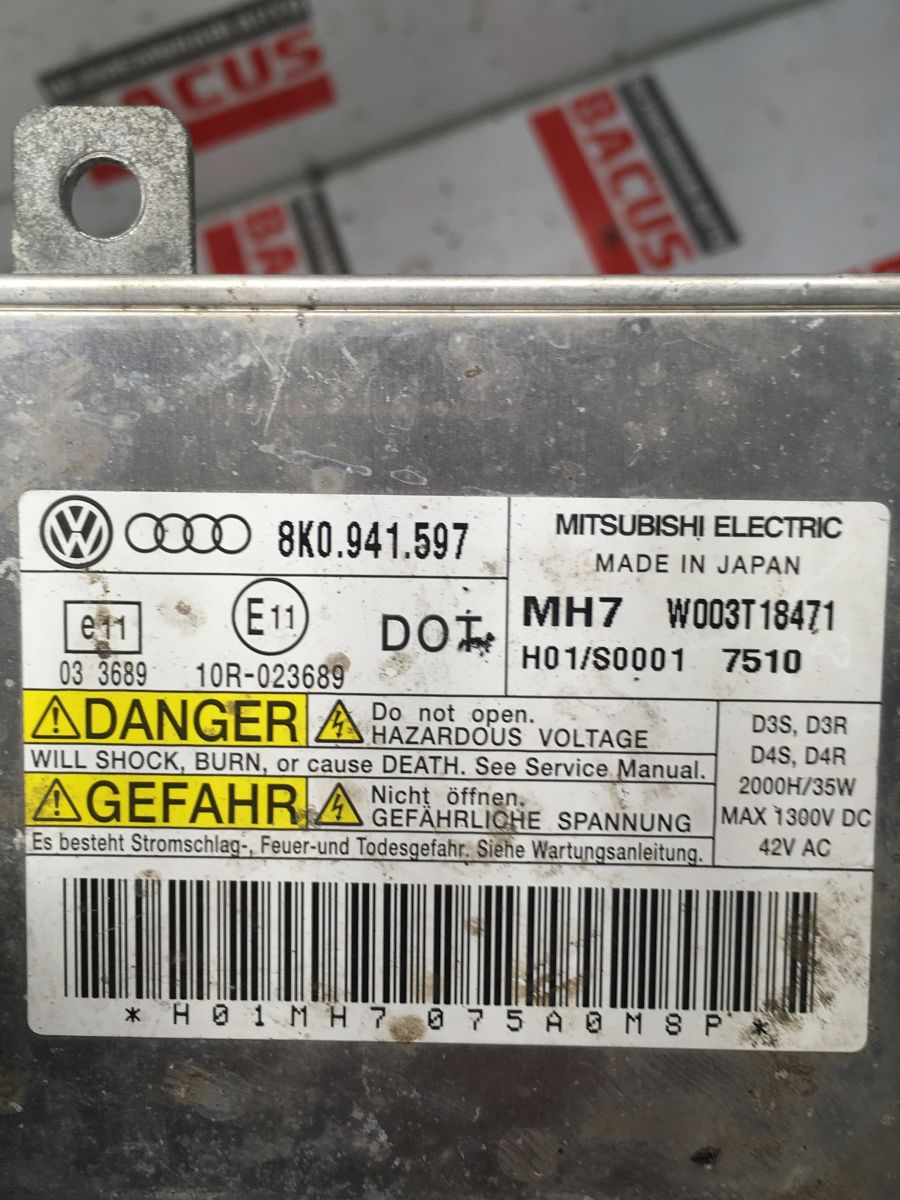 BACUS
BACUS
BACUS
8K0.941.597
MITSUBISHI ELECTRIC
MADE IN JAPAN
MH7 W003T18471
H01/S0001 7510
e11
E11
DOT
03 3689
10R-023689
DANGER
Do not open.
HAZARDOUS VOLTAGE
WILL SHOCK, BURN, or cause DEATH. See Service Manual.
GEFAHR
Nicht öffnen.
GEFÄHRLICHE SPANNUNG
Es besteht Stromschlag-, Feuer-und Todesgefahr. Siehe Wartungsanleitung.
D3S, D3R
D4S, D4R
2000H/35W
MAX 1300V DC
42V AC
*H01MH7075A0M8P*